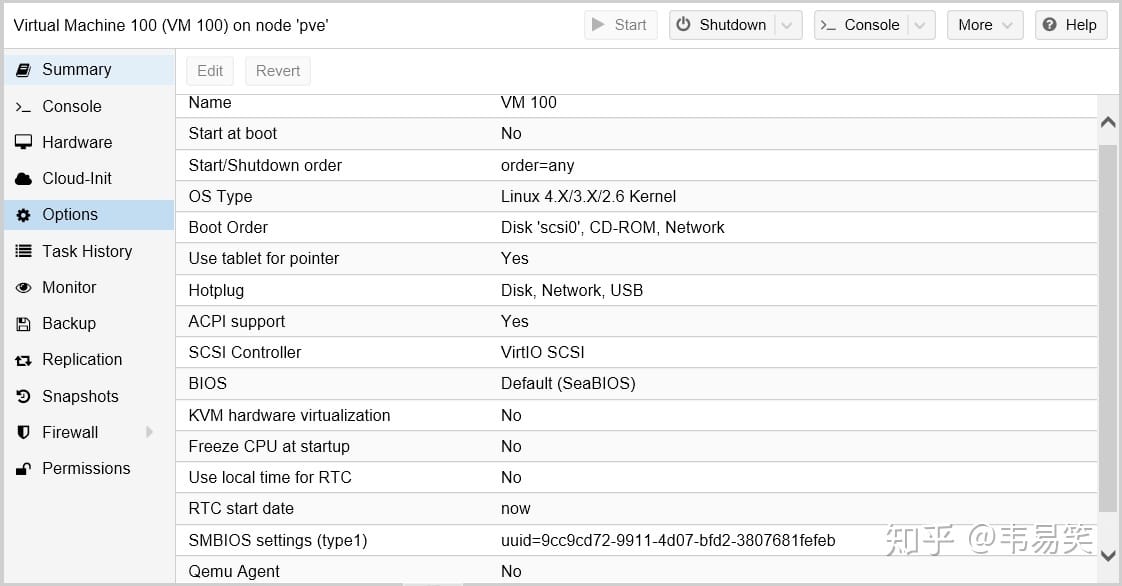 Virtual Machine 100 (VM 100) on node 'pve' Start Shutdown Console More Help
Summary
Console
Hardware
Cloud-Init
Options
Task History
Monitor
Backup
Replication
Snapshots
Firewall
Permissions
Edit Revert
Name VM 100
Start at boot No
Start/Shutdown order order=any
OS Type Linux 4.X/3.X/2.6 Kernel
Boot Order Disk 'scsi0', CD-ROM, Network
Use tablet for pointer Yes
Hotplug Disk, Network, USB
ACPI support Yes
SCSI Controller VirtIO SCSI
BIOS Default (SeaBIOS)
KVM hardware virtualization No
Freeze CPU at startup No
Use local time for RTC No
RTC start date now
SMBIOS settings (type1) uuid=9cc9cd72-9911-4d07-bfd2-3807681fefeb
Qemu Agent No
知乎 @韦易笑